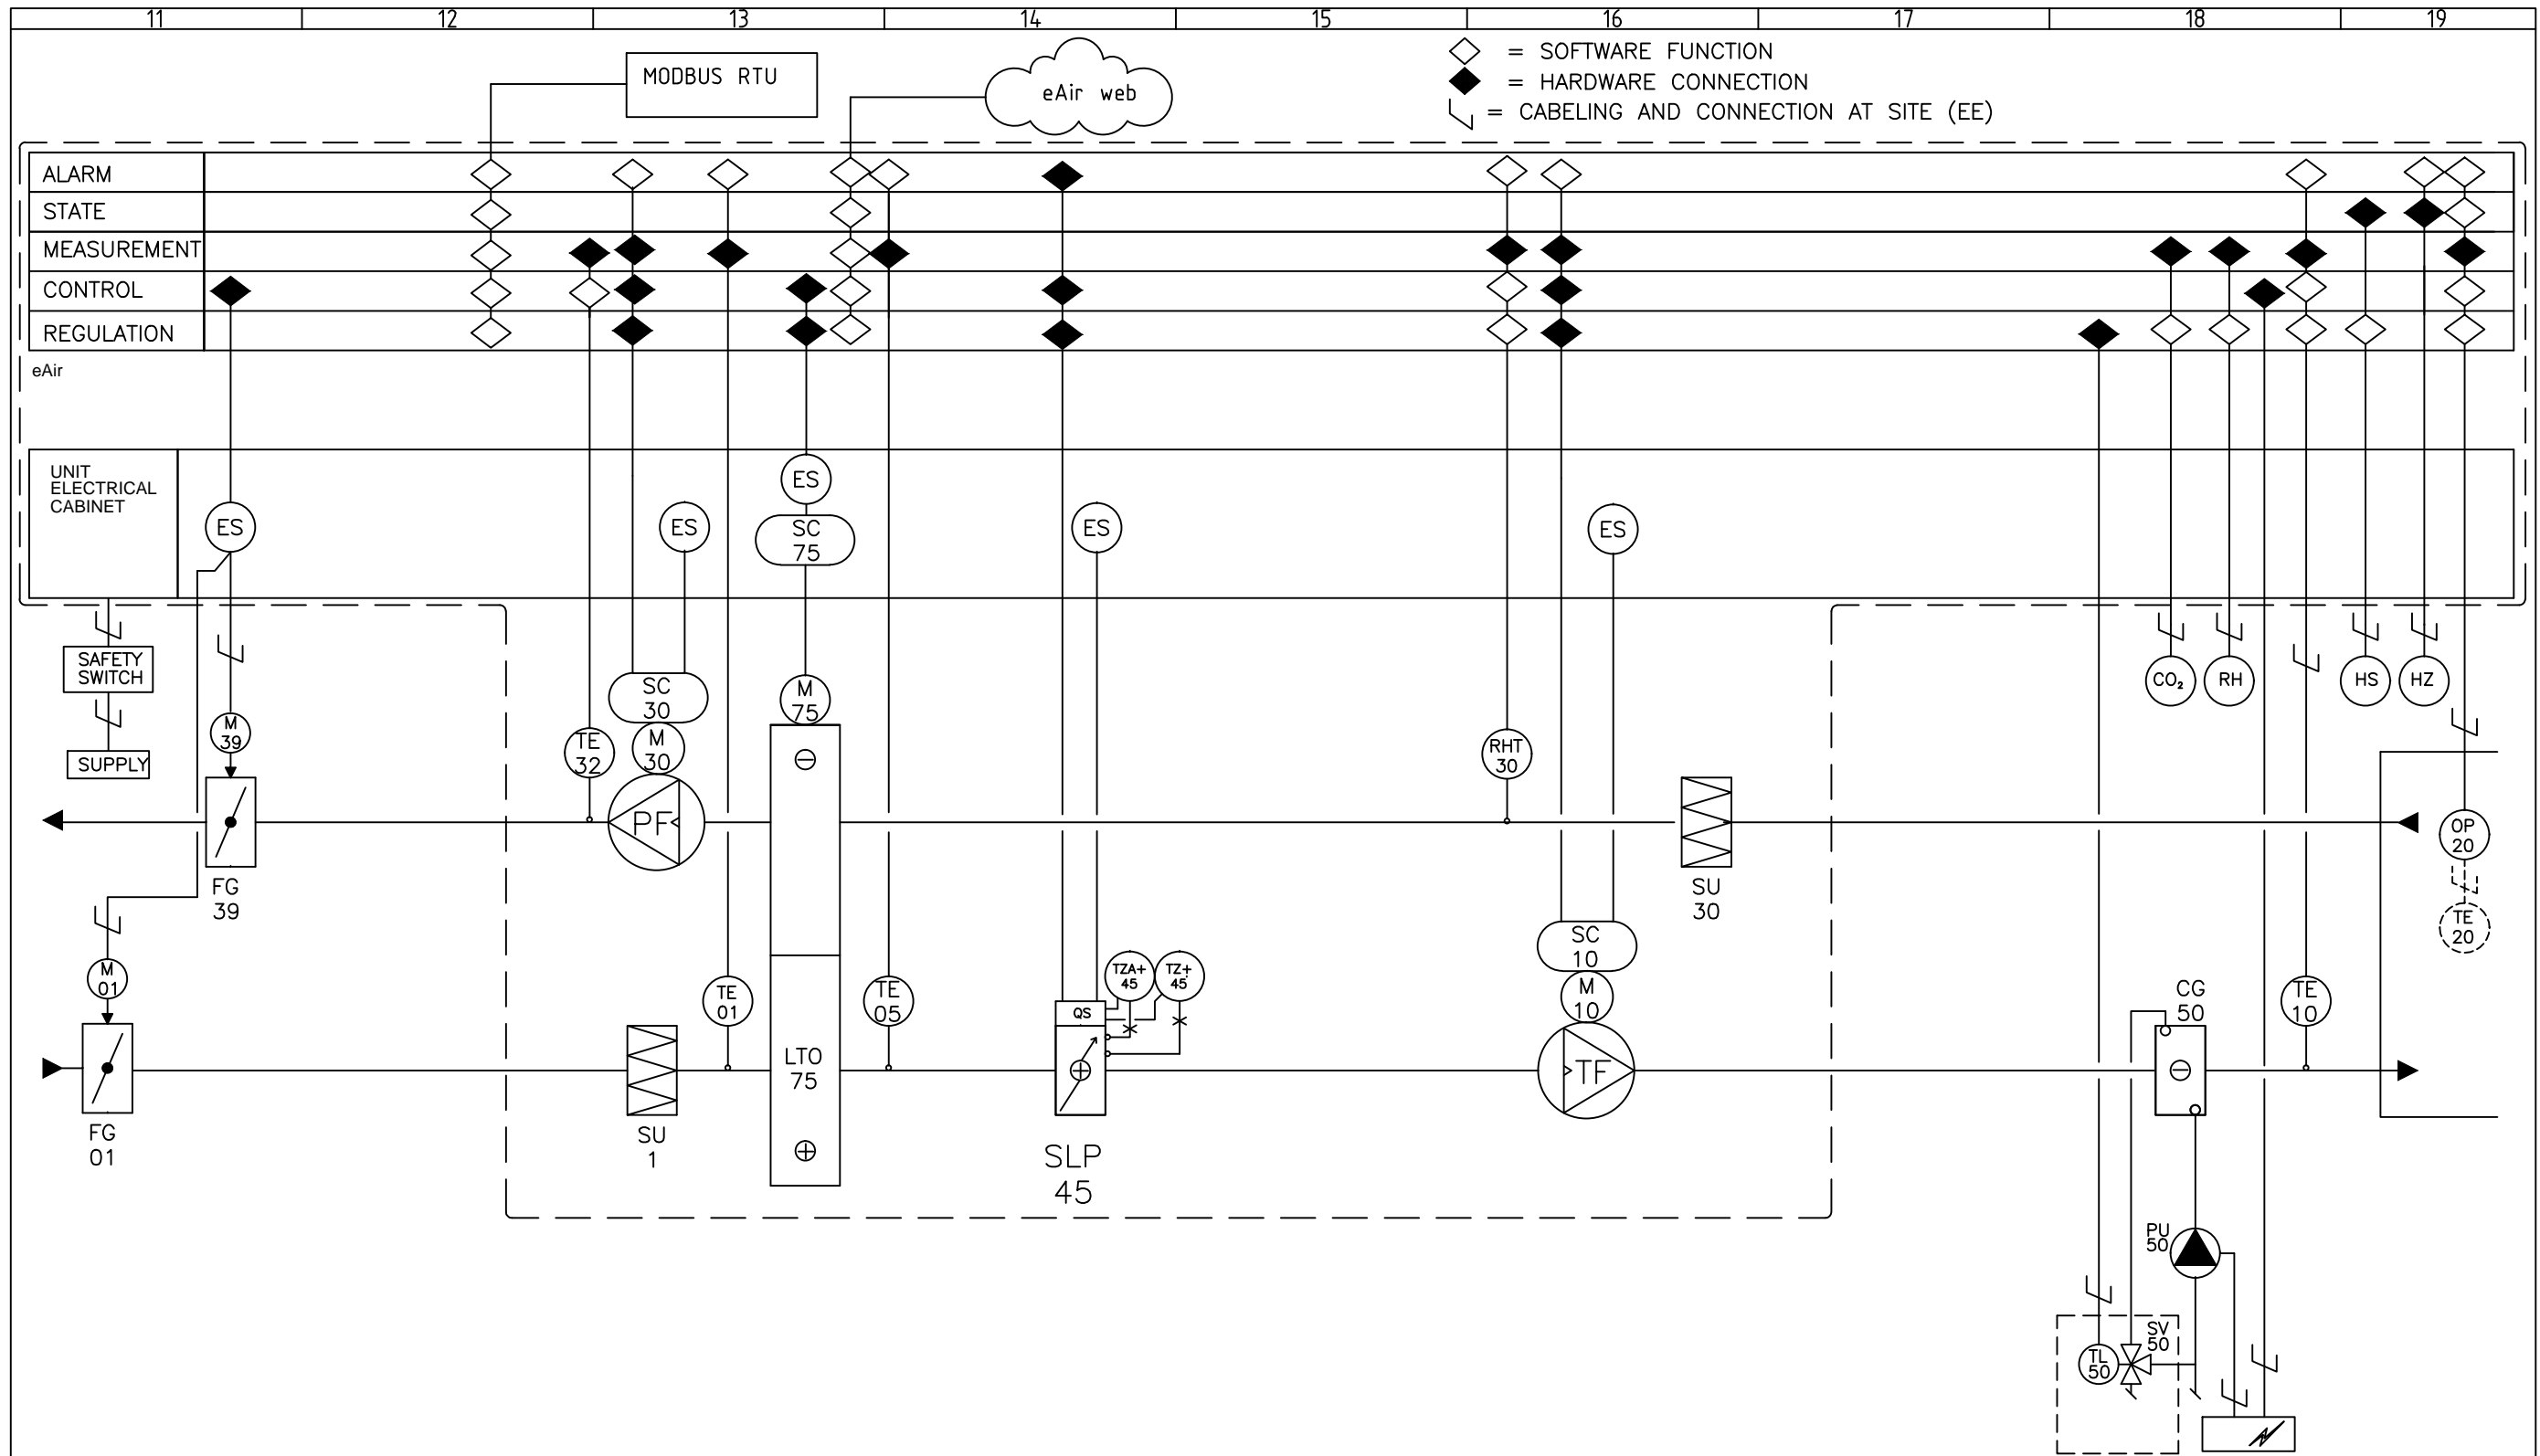 11 12 13 14 15 16 17 18 19
MODBUS RTU
eAir web
= SOFTWARE FUNCTION
= HARDWARE CONNECTION
= CABELING AND CONNECTION AT SITE (EE)
ALARM
STATE
MEASUREMENT
CONTROL
REGULATION
eAir
UNIT
ELECTRICAL
CABINET
ES
ES
ES
SC
75
ES
ES
SAFETY
SWITCH
SUPPLY
M
39
TE
32
SC
30
M
30
PF
M
75
RHT
30
CO₂
RH
HS
HZ
FG
39
SU
30
OP
20
TE
20
M
01
FG
01
SU
1
TE
01
LTO
75
TE
05
QS
TZA+
45
TZ+
45
SLP
45
SC
10
M
10
TF
CG
50
TE
10
PU
50
SV
50
TL
50